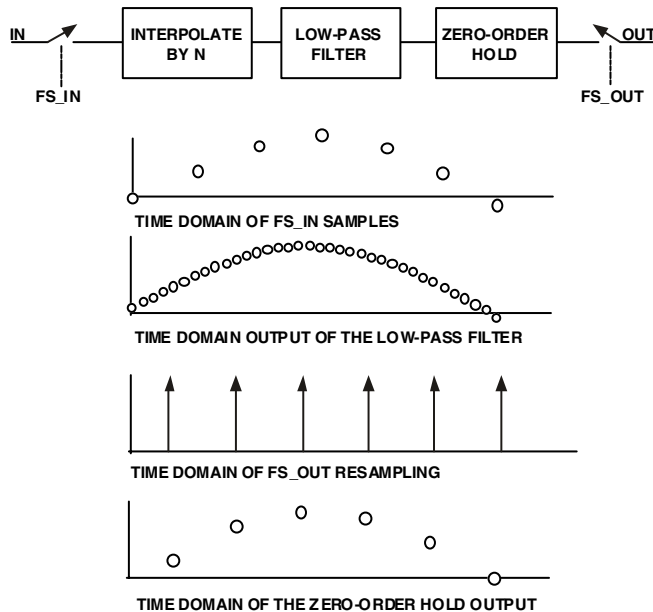 IN
INTERPOLATE
BY N
LOW-PASS
FILTER
ZERO-ORDER
HOLD
OUT
FS_IN
FS_OUT
TIME DOMAIN OF FS_IN SAMPLES
TIME DOMAIN OUTPUT OF THE LOW-PASS FILTER
TIME DOMAIN OF FS_OUT RESAMPLING
TIME DOMAIN OF THE ZERO-ORDER HOLD OUTPUT